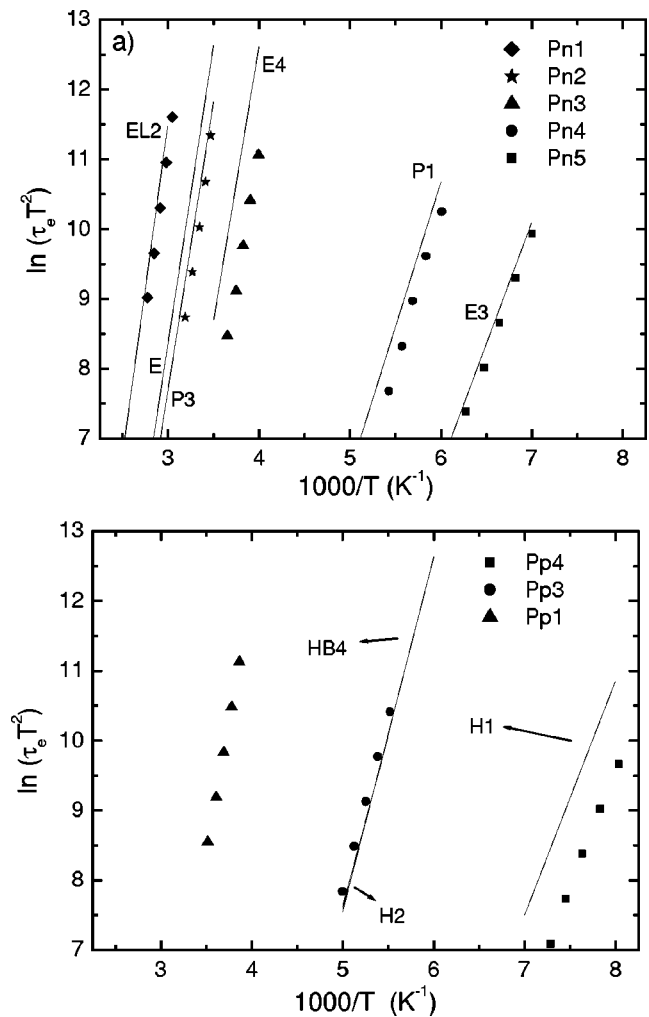 a)
Pn1
Pn2
Pn3
Pn4
Pn5
E4
EL2
P1
E
P3
E3
13
12
11
10
9
8
7
ln (τₑT²)
3 4 5 6 7 8
1000/T (K⁻¹)
Pp4
Pp3
Pp1
HB4
H1
H2
13
12
11
10
9
8
7
ln (τₑT²)
3 4 5 6 7 8
1000/T (K⁻¹)